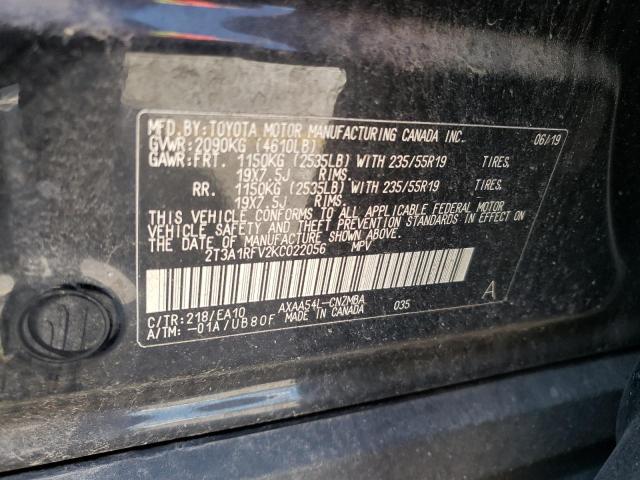 MFD.BY:TOYOTA MOTOR MANUFACTURING CANADA INC. 06/19
GVWR:2090KG (4610LB)
GAWR:FRT. 1150KG (2535LB) WITH 235/55R19 TIRES,
19X7.5J RIMS.
RR. 1150KG (2535LB) WITH 235/55R19 TIRES,
19X7.5J RIMS.
THIS VEHICLE CONFORMS TO ALL APPLICABLE FEDERAL MOTOR
VEHICLE SAFETY AND THEFT PREVENTION STANDARDS IN EFFECT ON
THE DATE OF MANUFACTURE SHOWN ABOVE.
2T3A1RFV2KC022056 MPV
C/TR:218/EA10 AXAA54L-CNZMBA 035 A
A/TM: -01A/UB80F MADE IN CANADA